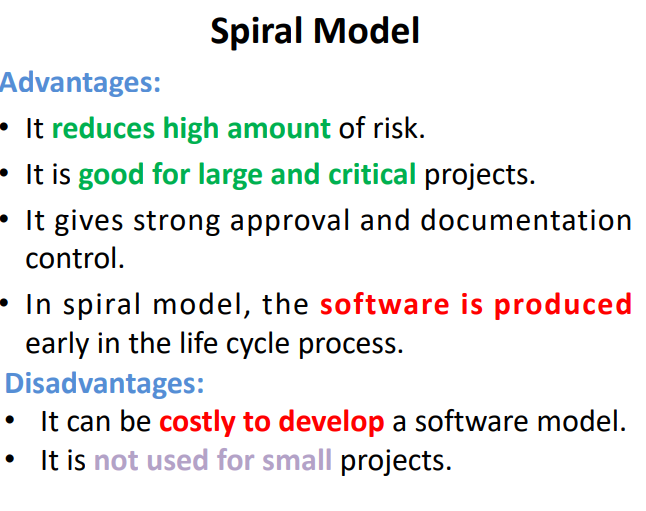 Spiral Model
Advantages:
• It reduces high amount of risk.
• It is good for large and critical projects.
• It gives strong approval and documentation
control.
• In spiral model, the software is produced
early in the life cycle process.
Disadvantages:
• It can be costly to develop a software model.
• It is not used for small projects.